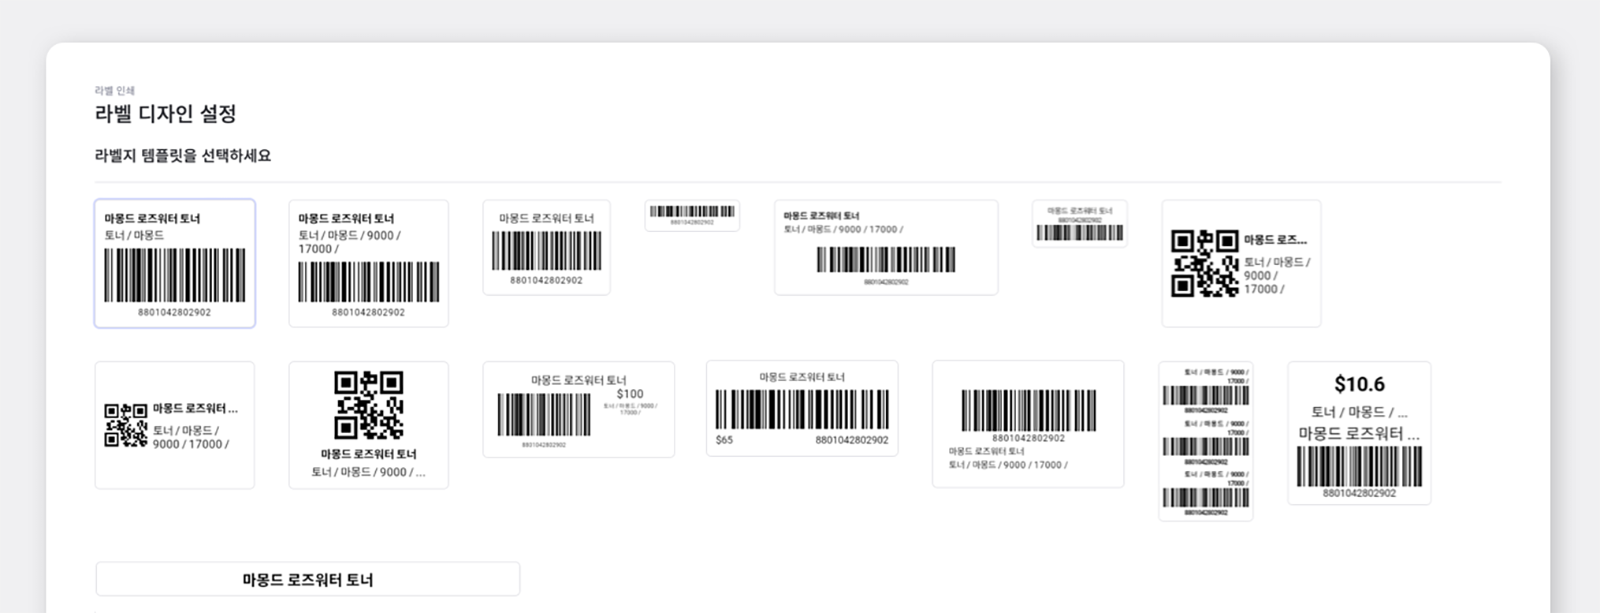 라벨 인쇄
라벨 디자인 설정
라벨지 템플릿을 선택하세요
마몽드 로즈워터 토너
토너 / 마몽드
8801042802902
마몽드 로즈워터 토너
토너 / 마몽드 / 9000 /
17000 /
8801042802902
마몽드 로즈워터 토너
8801042802902
8801042802902
마몽드 로즈워터 토너
토너 / 마몽드 / 9000 / 17000 /
8801042802902
마몽드 로즈워터 토너
8801042802902
마몽드 로즈...
토너 / 마몽드 /
9000 /
17000 /
마몽드 로즈워터 ...
토너 / 마몽드 /
9000 / 17000 /
마몽드 로즈워터 토너
토너 / 마몽드 / 9000 / ...
마몽드 로즈워터 토너
$100
토너 / 마몽드 / 9000 /
17000 /
8801042802902
마몽드 로즈워터 토너
$65 8801042802902
8801042802902
마몽드 로즈워터 토너
토너 / 마몽드 / 9000 / 17000 /
토너 / 마몽드 / 9000 /
17000 /
8801042802902
토너 / 마몽드 / 9000 /
17000 /
8801042802902
토너 / 마몽드 / 9000 /
17000 /
8801042802902
$10.6
토너 / 마몽드 / ...
마몽드 로즈워터 ...
8801042802902
마몽드 로즈워터 토너